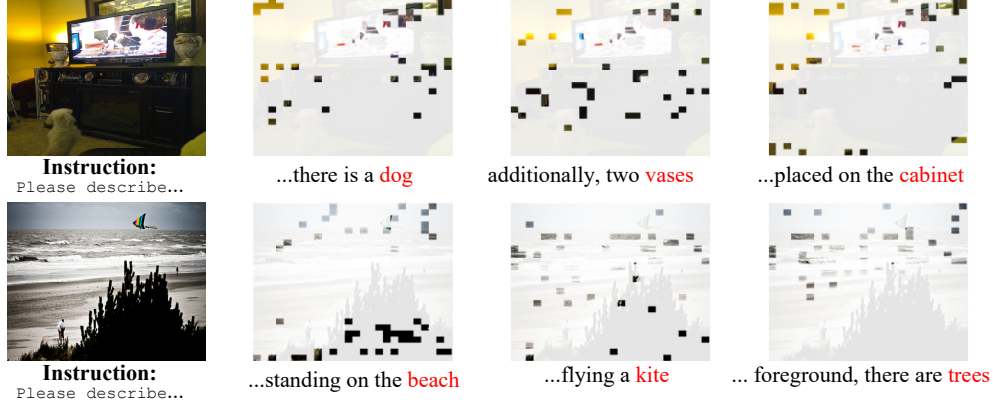 Instruction:
Please describe...
...there is a dog
additionally, two vases
...placed on the cabinet
Instruction:
Please describe...
...standing on the beach
...flying a kite
... foreground, there are trees